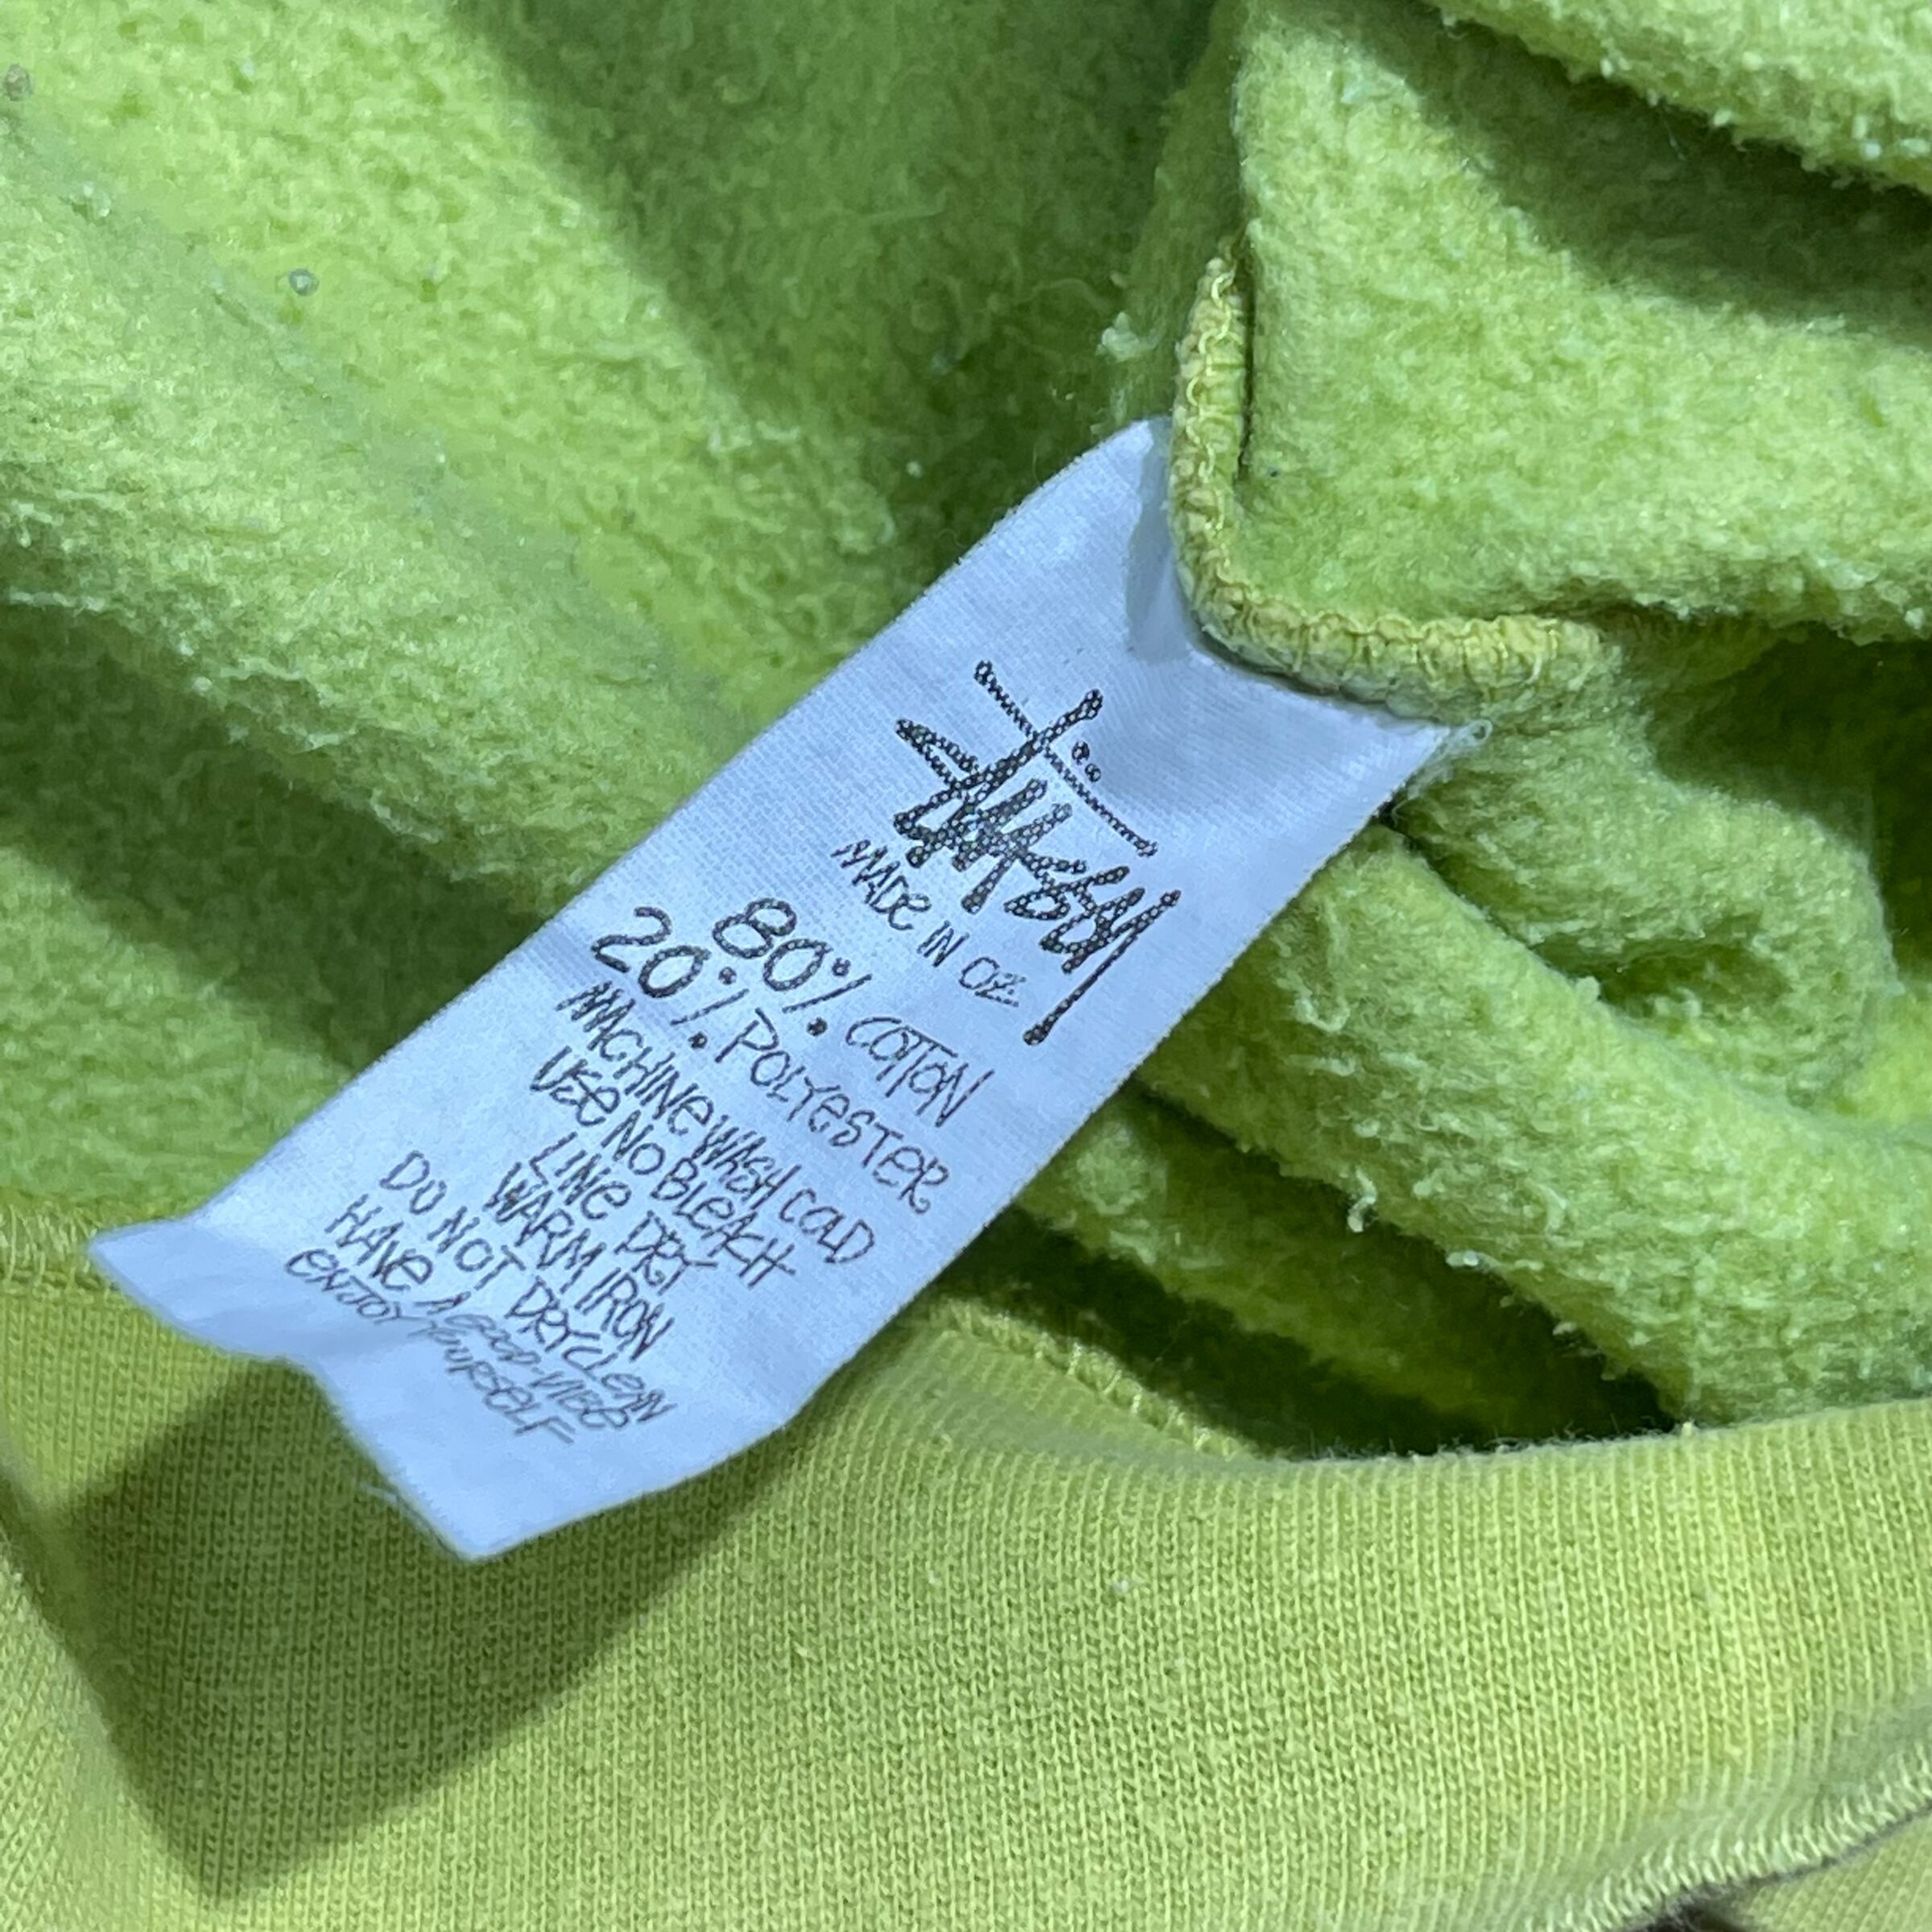 Stüssy
MADE IN OZ
80% COTTON
20% POLYESTER
MACHINE WASH COLD
USE NO BLEACH
LINE DRY
WARM IRON
DO NOT DRYCLEAN
HAVE A GOOD-VIBE
ENJOY YOURSELF